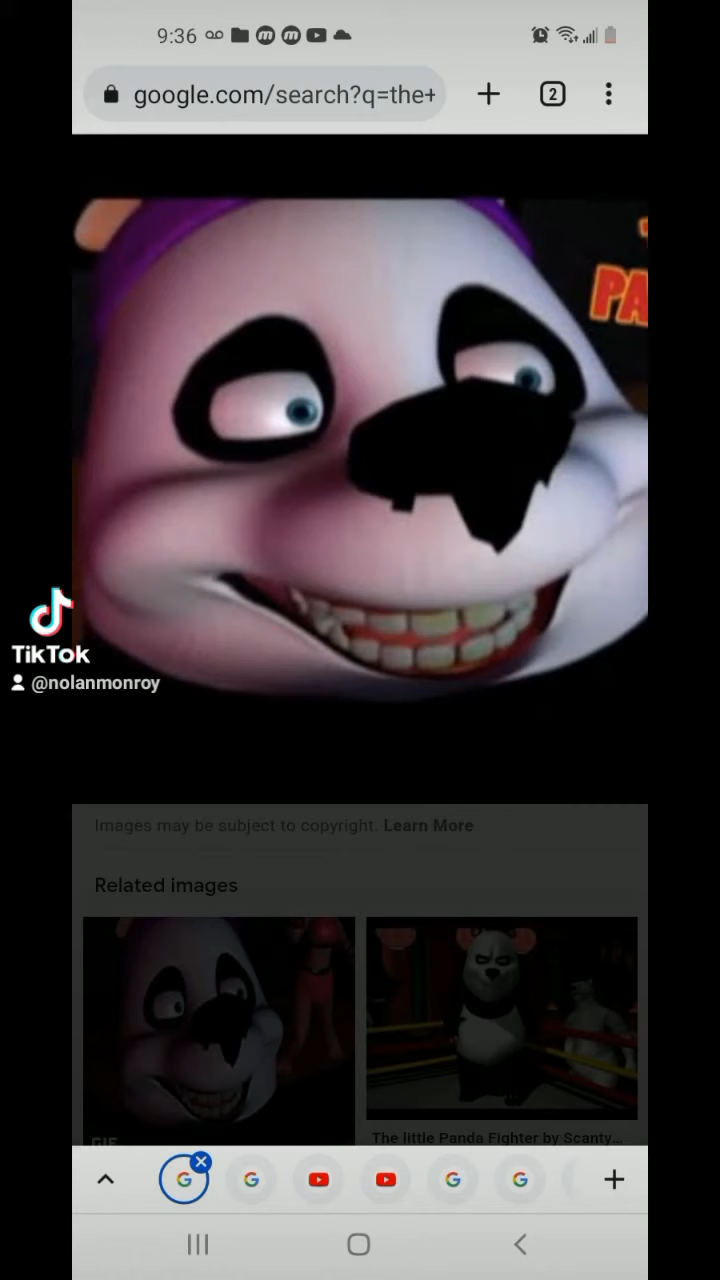 9:36
google.com/search?q=the+
2
PA
TikTok
@nolanmonroy
Images may be subject to copyright. Learn More
Related images
GIF
The little Panda Fighter by Scanty...